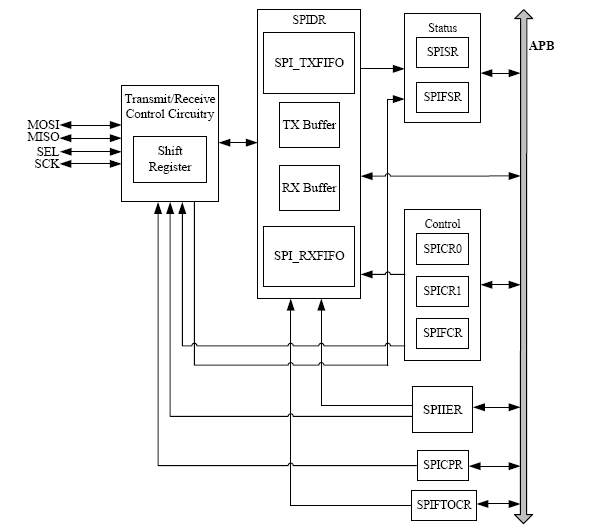 SPIDR
SPI_TXFIFO
TX Buffer
RX Buffer
SPI_RXFIFO
Status
SPISR
SPIFSR
APB
Transmit/Receive
Control Circuitry
Shift
Register
MOSI
MISO
SEL
SCK
Control
SPICR0
SPICR1
SPIFCR
SPIIER
SPICPR
SPIFTOCR